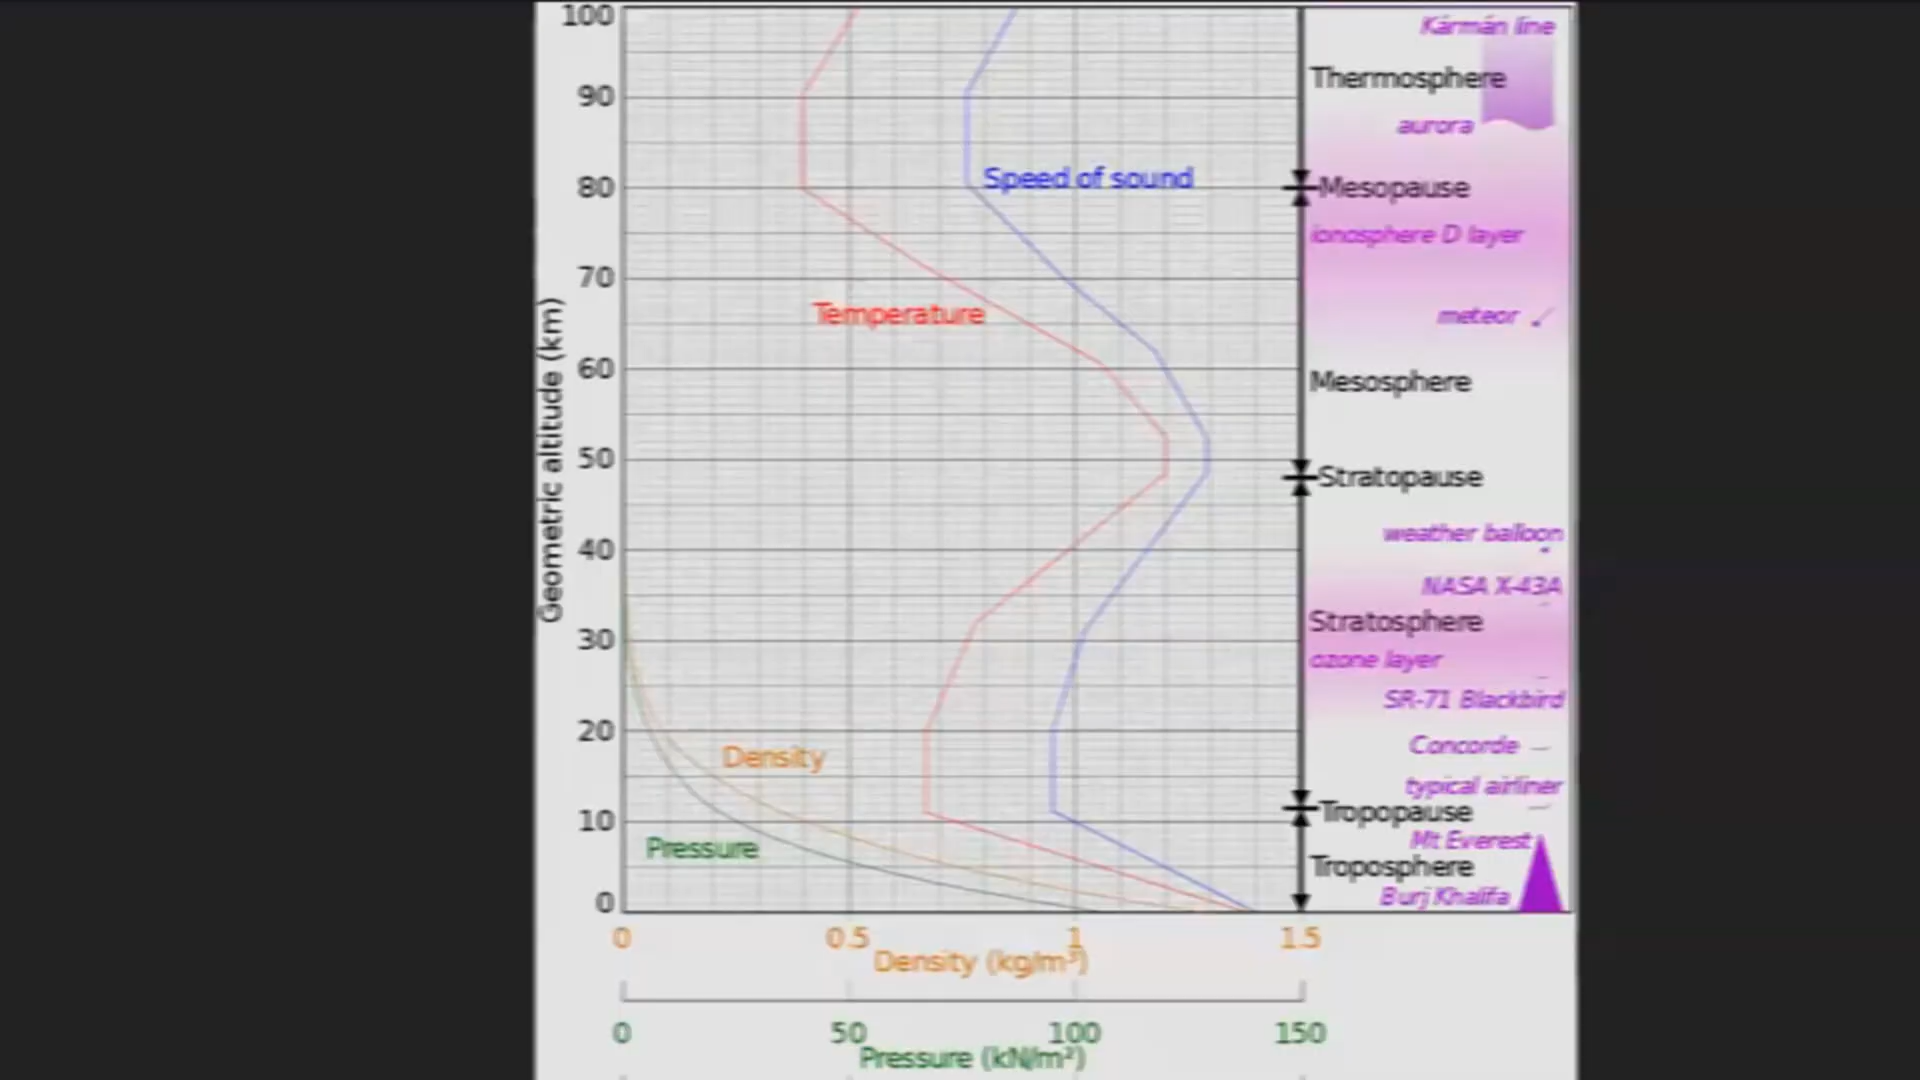 100
Kármán line
Thermosphere
90
aurora
Speed of sound
80
Mesopause
ionosphere D layer
70
Temperature
meteor
60
Mesosphere
Geometric altitude (km)
50
Stratopause
weather balloon
40
NASA X-43A
Stratosphere
30
ozone layer
SR-71 Blackbird
20
Concorde
Density
typical airliner
10
Tropopause
Mt Everest
Pressure
Troposphere
Burj Khalifa
0
0 0.5 1 1.5
Density (kg/m³)
0 50 100 150
Pressure (kN/m²)